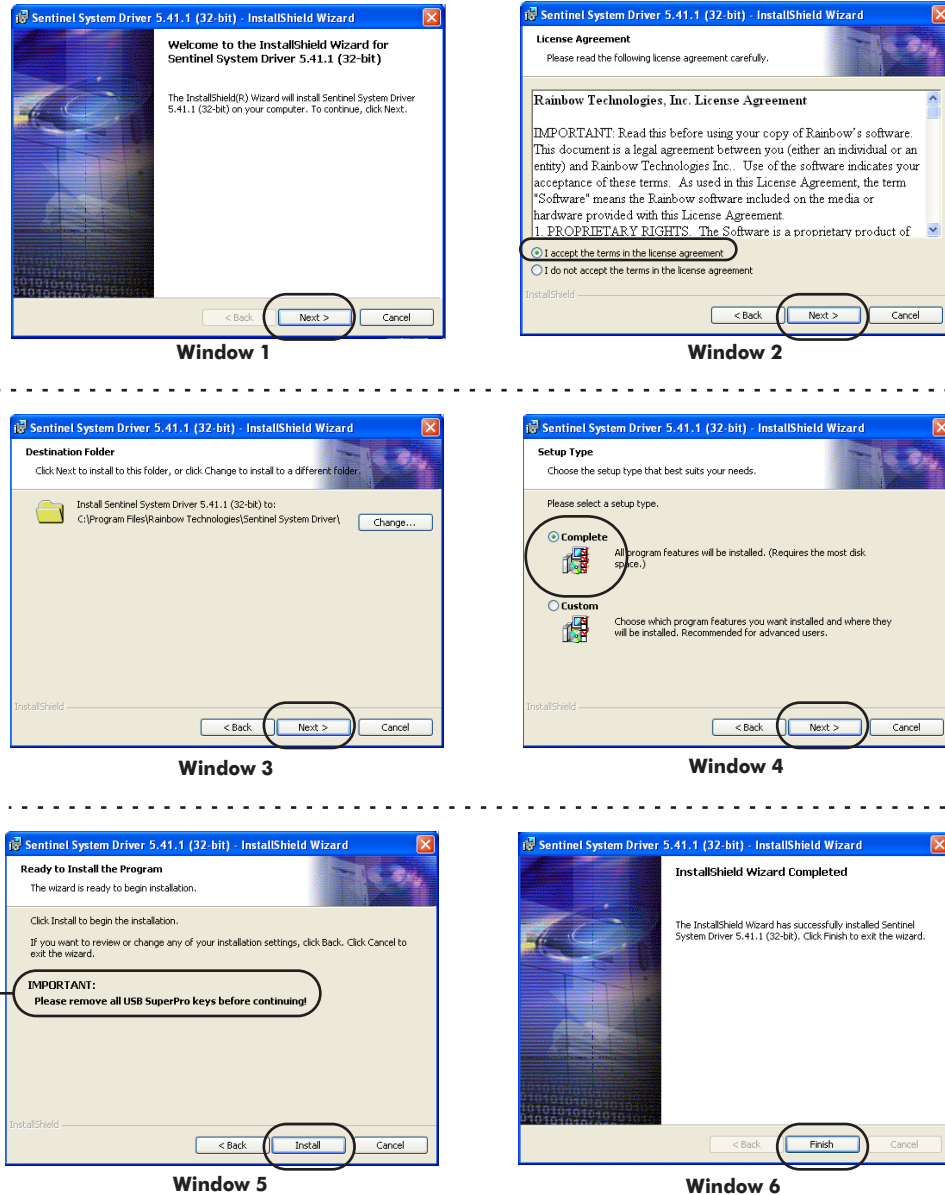 Sentinel System Driver 5.41.1 (32-bit) - InstallShield Wizard
Welcome to the InstallShield Wizard for
Sentinel System Driver 5.41.1 (32-bit)
The InstallShield(R) Wizard will install Sentinel System Driver
5.41.1 (32-bit) on your computer. To continue, click Next.
< Back
Next >
Cancel
Window 1
Sentinel System Driver 5.41.1 (32-bit) - InstallShield Wizard
License Agreement
Please read the following license agreement carefully.
Rainbow Technologies, Inc. License Agreement
IMPORTANT: Read this before using your copy of Rainbow's software.
This document is a legal agreement between you (either an individual or an
entity) and Rainbow Technologies Inc.. Use of the software indicates your
acceptance of these terms. As used in this License Agreement, the term
"Software" means the Rainbow software included on the media or
hardware provided with this License Agreement.
1. PROPRIETARY RIGHTS. The Software is a proprietary product of
I accept the terms in the license agreement
I do not accept the terms in the license agreement
InstallShield
< Back
Next >
Cancel
Window 2
Sentinel System Driver 5.41.1 (32-bit) - InstallShield Wizard
Destination Folder
Click Next to install to this folder, or click Change to install to a different folder.
Install Sentinel System Driver 5.41.1 (32-bit) to:
C:\Program Files\Rainbow Technologies\Sentinel System Driver\
Change...
InstallShield
< Back
Next >
Cancel
Window 3
Sentinel System Driver 5.41.1 (32-bit) - InstallShield Wizard
Setup Type
Choose the setup type that best suits your needs.
Please select a setup type.
Complete
All program features will be installed. (Requires the most disk
space.)
Custom
Choose which program features you want installed and where they
will be installed. Recommended for advanced users.
InstallShield
< Back
Next >
Cancel
Window 4
Sentinel System Driver 5.41.1 (32-bit) - InstallShield Wizard
Ready to Install the Program
The wizard is ready to begin installation.
Click Install to begin the installation.
If you want to review or change any of your installation settings, click Back. Click Cancel to
exit the wizard.
IMPORTANT:
Please remove all USB SuperPro keys before continuing!
InstallShield
< Back
Install
Cancel
Window 5
Sentinel System Driver 5.41.1 (32-bit) - InstallShield Wizard
InstallShield Wizard Completed
The InstallShield Wizard has successfully installed Sentinel
System Driver 5.41.1 (32-bit). Click Finish to exit the wizard.
< Back
Finish
Cancel
Window 6